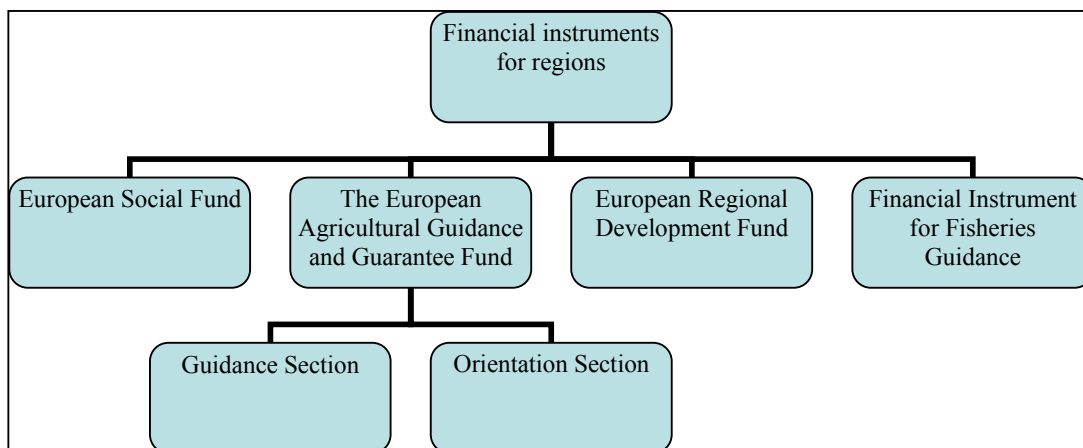 Financial instruments
for regions
European Social Fund
The European
Agricultural Guidance
and Guarantee Fund
European Regional
Development Fund
Financial Instrument
for Fisheries
Guidance
Guidance Section
Orientation Section